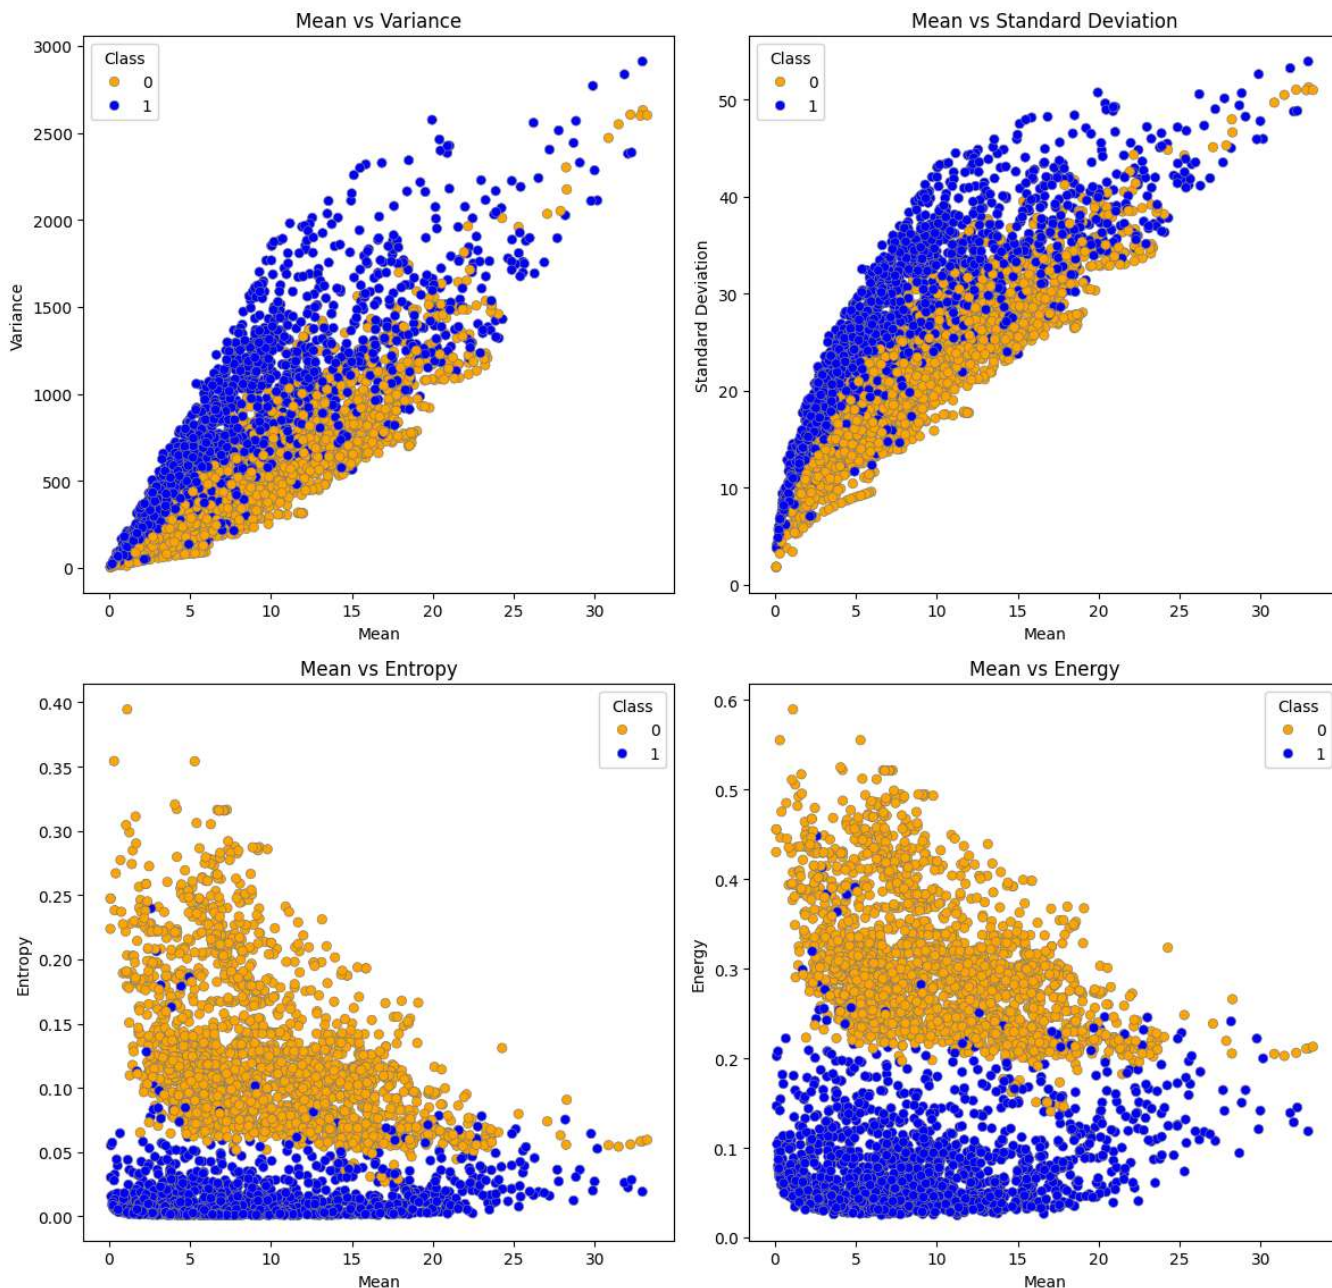 Mean vs Variance
Class
0
1
3000
2500
2000
1500
1000
500
0
Variance
0 5 10 15 20 25 30
Mean
Mean vs Standard Deviation
Class
0
1
50
40
30
20
10
0
Standard Deviation
0 5 10 15 20 25 30
Mean
Mean vs Entropy
Class
0
1
0.40
0.35
0.30
0.25
0.20
0.15
0.10
0.05
0.00
Entropy
0 5 10 15 20 25 30
Mean
Mean vs Energy
Class
0
1
0.6
0.5
0.4
0.3
0.2
0.1
0.0
Energy
0 5 10 15 20 25 30
Mean